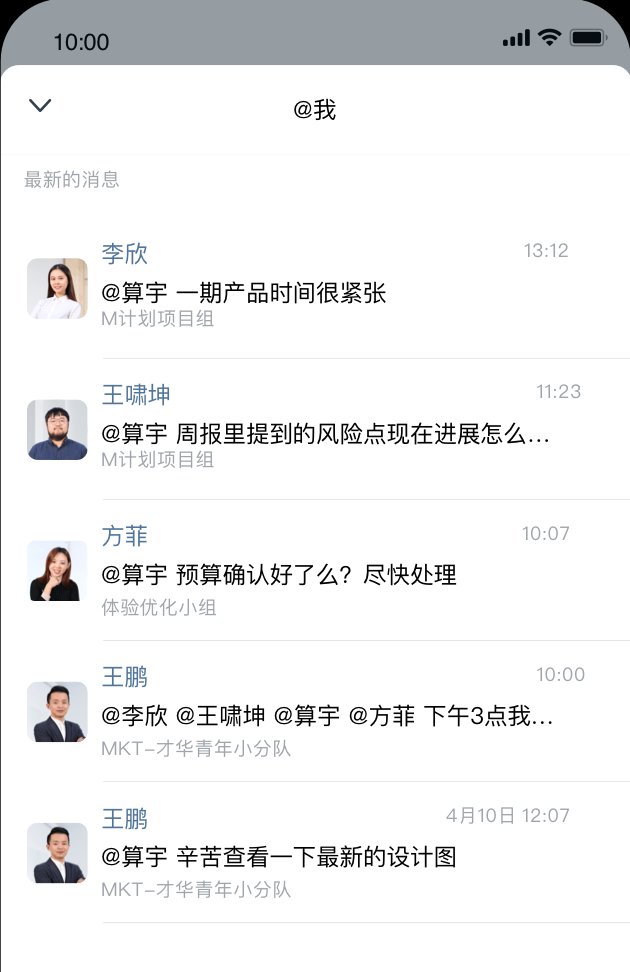 10:00
@我
最新的消息
李欣 13:12
@算宇 一期产品时间很紧张
M计划项目组
王啸坤 11:23
@算宇 周报里提到的风险点现在进展怎么...
M计划项目组
方菲 10:07
@算宇 预算确认好了么？尽快处理
体验优化小组
王鹏 10:00
@李欣 @王啸坤 @算宇 @方菲 下午3点我...
MKT-才华青年小分队
王鹏 4月10日 12:07
@算宇 辛苦查看一下最新的设计图
MKT-才华青年小分队